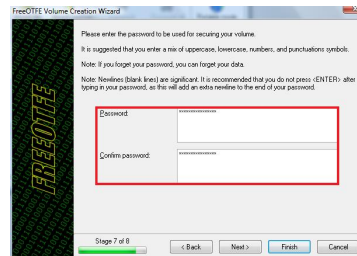 FreeOTFE Volume Creation Wizard
Please enter the password to be used for securing your volume.
It is suggested that you enter a mix of uppercase, lowercase, numbers, and punctuations symbols.
Note: If you forget your password, you can forget your data.
Note: Newlines (blank lines) are significant. It is recommended that you do not press <ENTER> after
typing in your password, as this will add an extra newline to the end of your password.
Password:
Confirm password:
FREEOTFE
Stage 7 of 8
< Back
Next >
Finish
Cancel